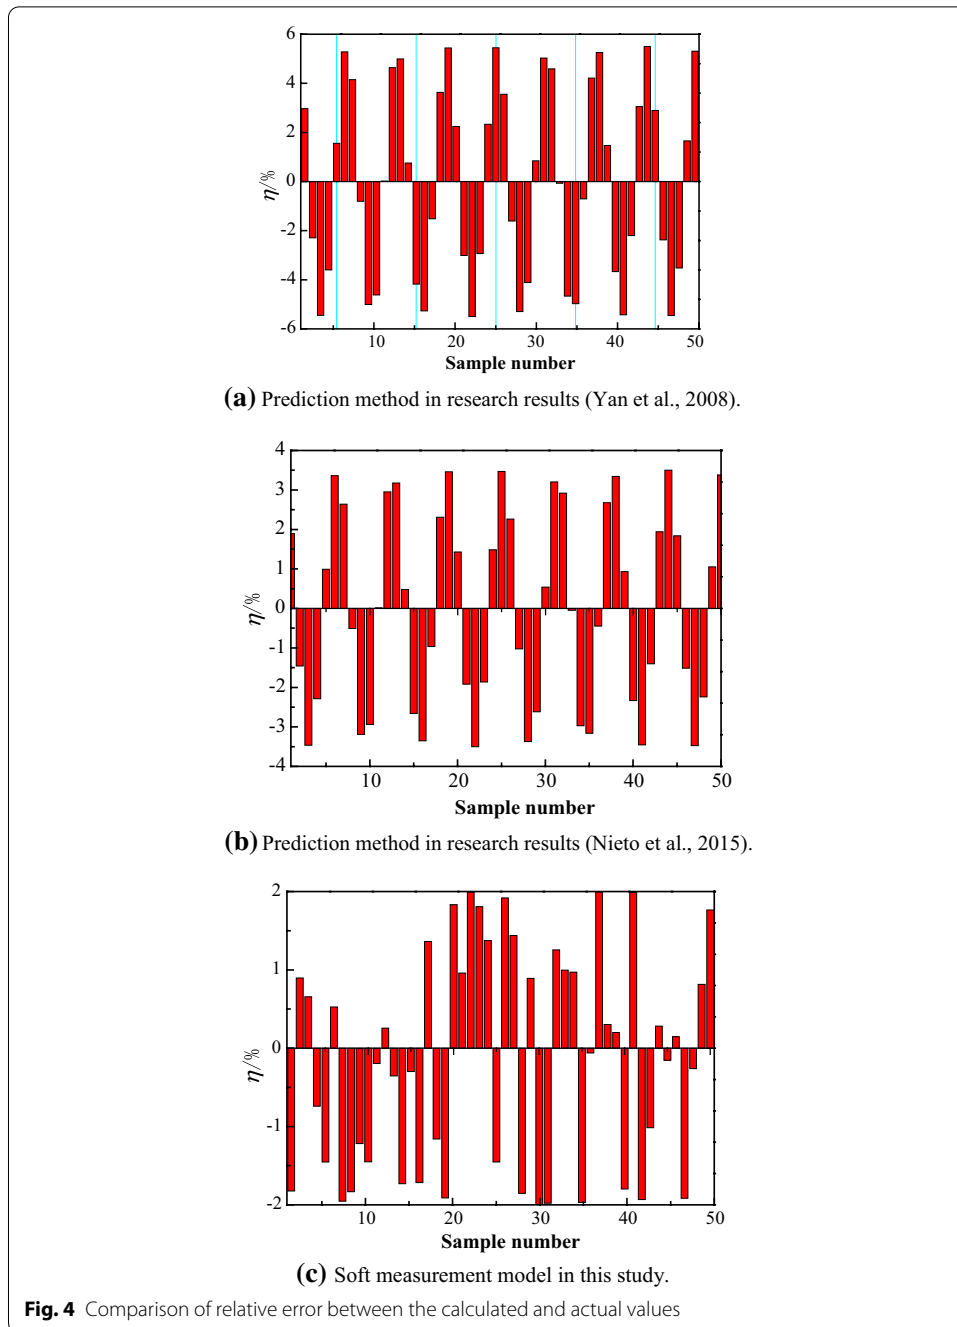 6
4
2
0
-2
-4
-6
η/%
10 20 30 40 50
Sample number
(a) Prediction method in research results (Yan et al., 2008).
4
3
2
1
0
-1
-2
-3
-4
η/%
10 20 30 40 50
Sample number
(b) Prediction method in research results (Nieto et al., 2015).
2
1
0
-1
-2
η/%
10 20 30 40 50
Sample number
(c) Soft measurement model in this study.
Fig. 4 Comparison of relative error between the calculated and actual values